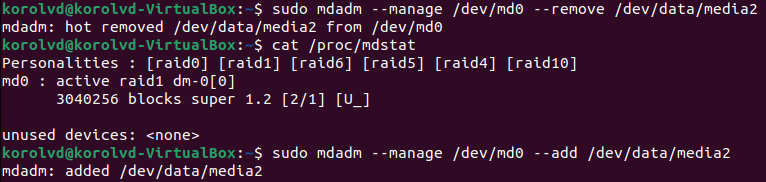 korolvd@korolvd-VirtualBox:~$ sudo mdadm --manage /dev/md0 --remove /dev/data/media2
mdadm: hot removed /dev/data/media2 from /dev/md0
korolvd@korolvd-VirtualBox:~$ cat /proc/mdstat
Personalities : [raid0] [raid1] [raid6] [raid5] [raid4] [raid10]
md0 : active raid1 dm-0[0]
      3040256 blocks super 1.2 [2/1] [U_]
unused devices: <none>
korolvd@korolvd-VirtualBox:~$ sudo mdadm --manage /dev/md0 --add /dev/data/media2
mdadm: added /dev/data/media2